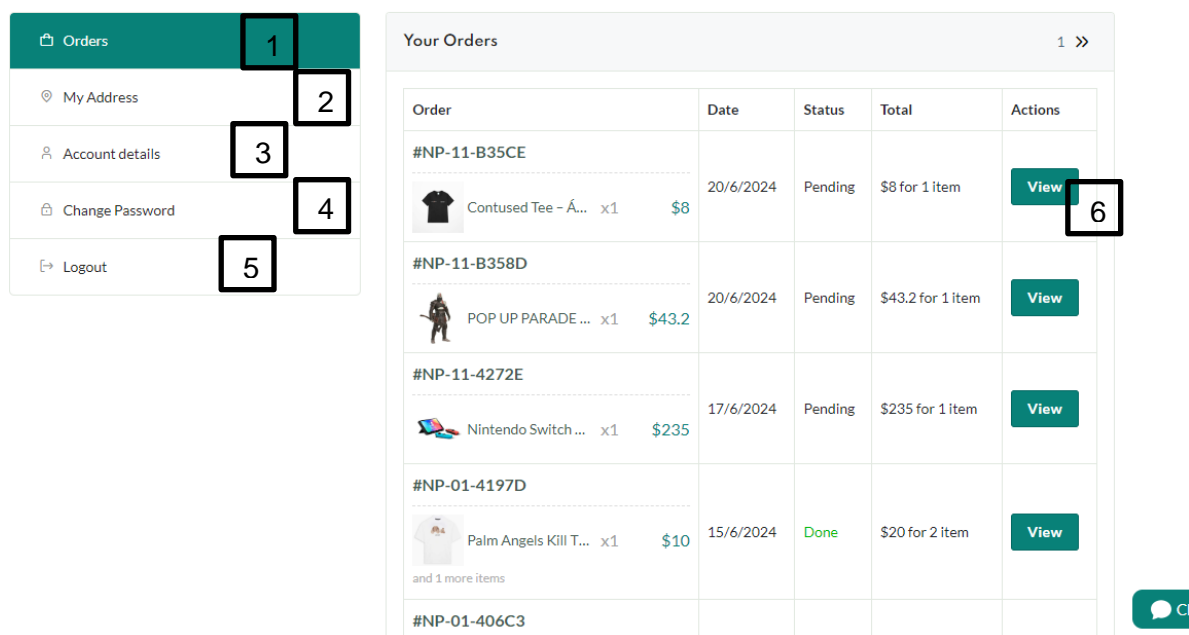 Orders 1
My Address 2
Account details 3
Change Password 4
Logout 5
Your Orders 1 »
Order Date Status Total Actions
#NP-11-B35CE
Contused Tee – Á... x1 $8 20/6/2024 Pending $8 for 1 item View 6
#NP-11-B358D
POP UP PARADE ... x1 $43.2 20/6/2024 Pending $43.2 for 1 item View
#NP-11-4272E
Nintendo Switch ... x1 $235 17/6/2024 Pending $235 for 1 item View
#NP-01-4197D
Palm Angels Kill T... x1 $10 15/6/2024 Done $20 for 2 item View
and 1 more items
#NP-01-406C3